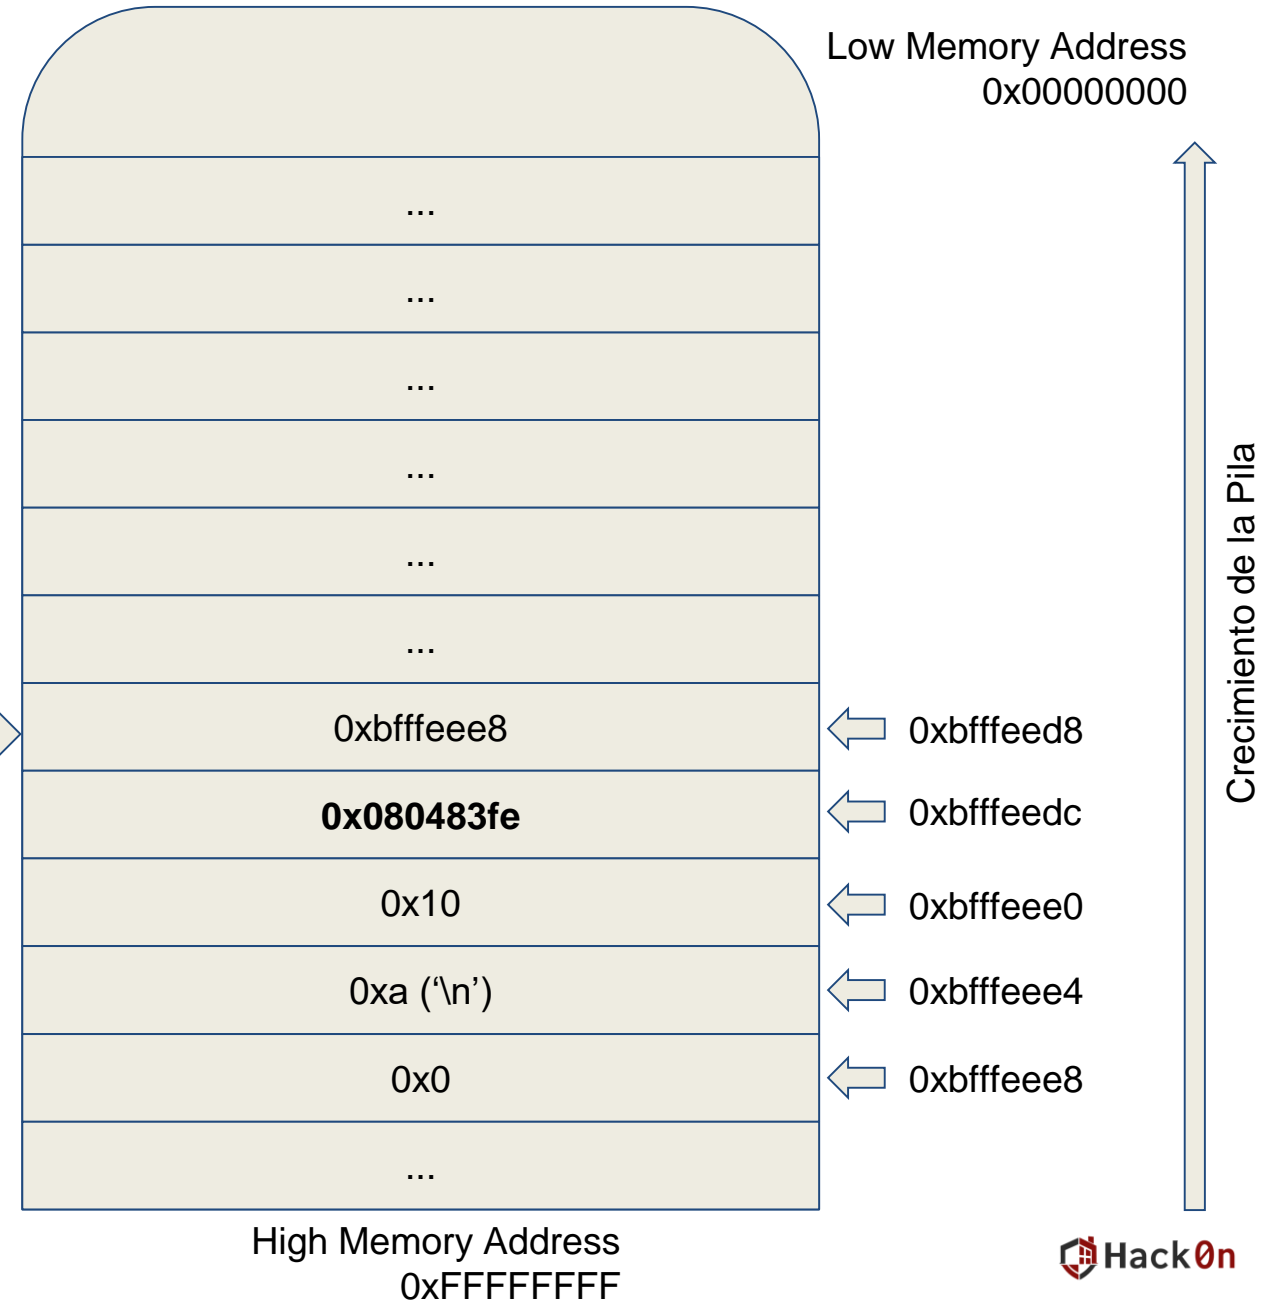 Low Memory Address
0x00000000
...
...
...
...
...
...
0xbfffeee8
0xbfffeed8
0x080483fe
0xbfffeedc
0x10
0xbfffeee0
0xa (‘\n’)
0xbfffeee4
0x0
0xbfffeee8
...
Crecimiento de la Pila
High Memory Address
0xFFFFFFFF
Hack0n